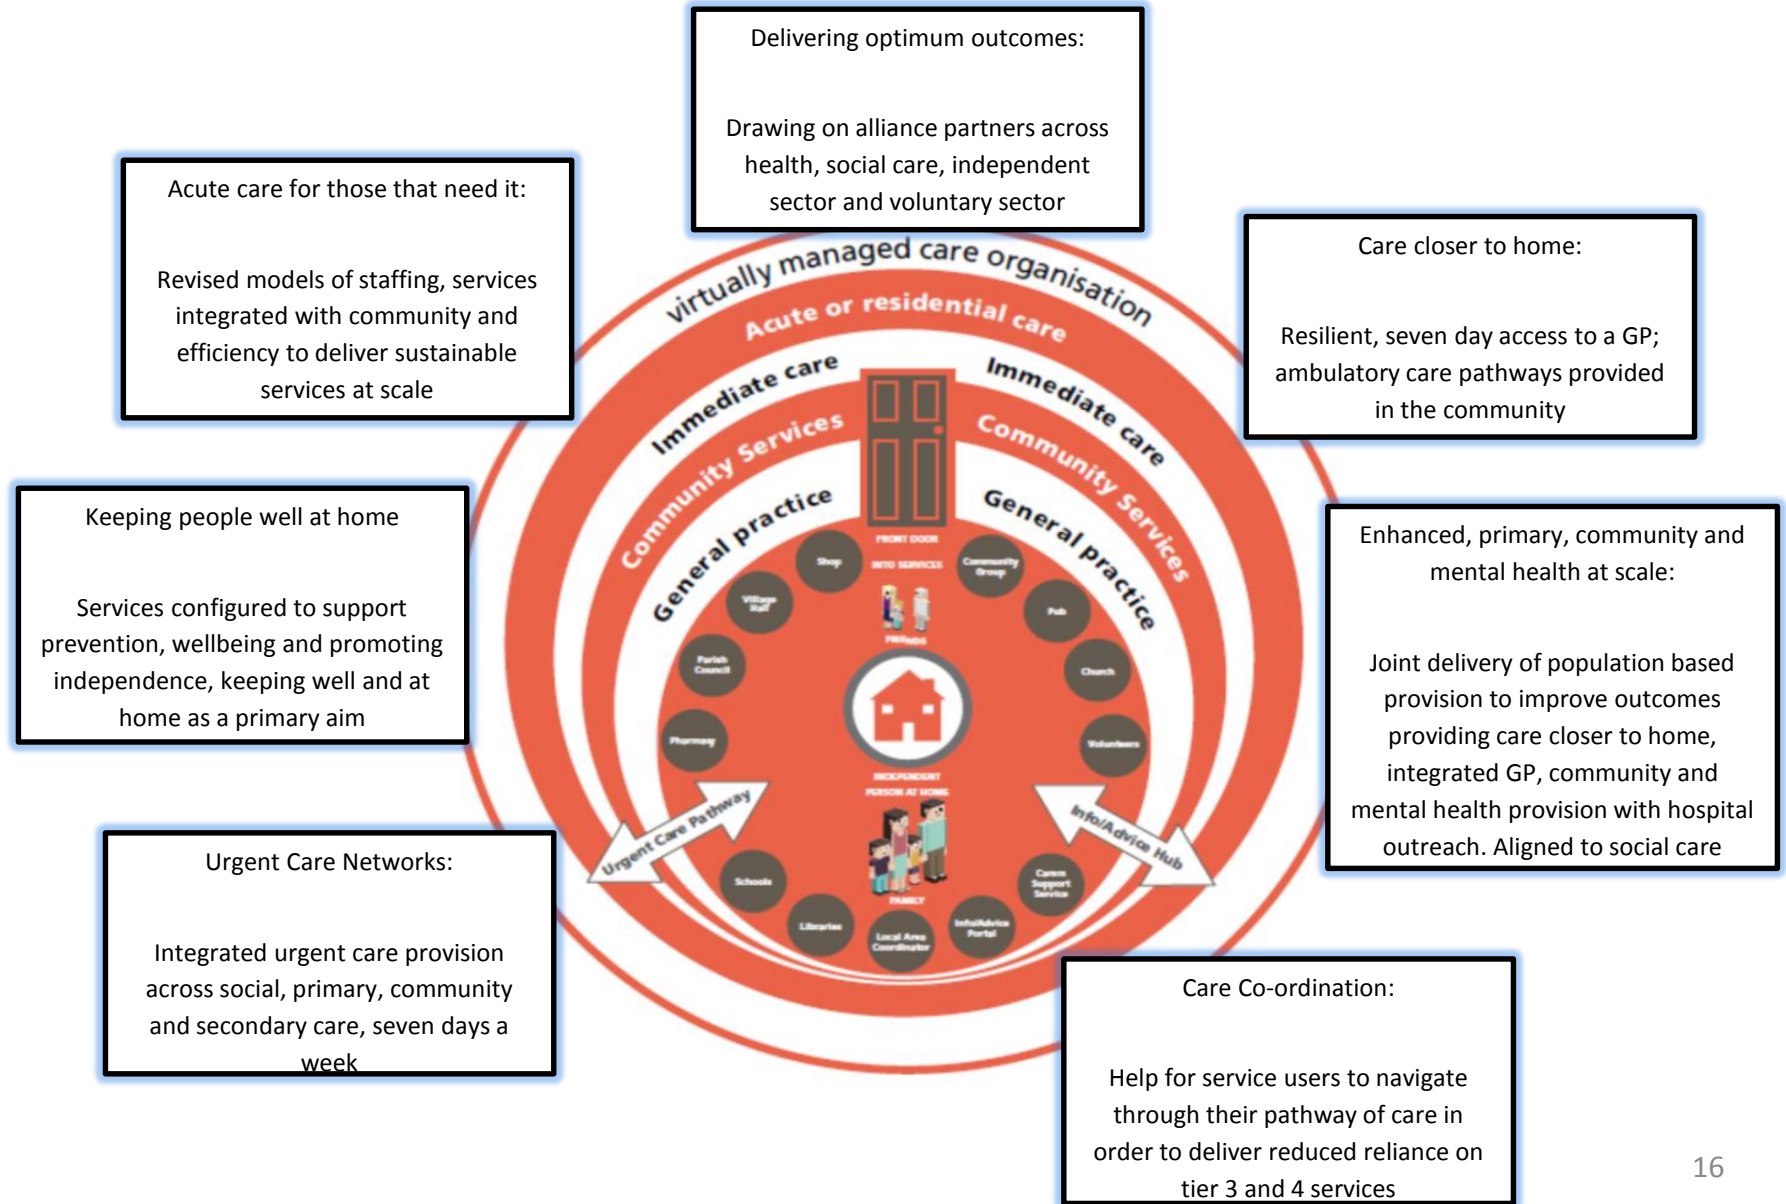 Delivering optimum outcomes:
Drawing on alliance partners across
health, social care, independent
sector and voluntary sector
Acute care for those that need it:
Revised models of staffing, services
integrated with community and
efficiency to deliver sustainable
services at scale
Care closer to home:
Resilient, seven day access to a GP;
ambulatory care pathways provided
in the community
Keeping people well at home
Services configured to support
prevention, wellbeing and promoting
independence, keeping well and at
home as a primary aim
Enhanced, primary, community and
mental health at scale:
Joint delivery of population based
provision to improve outcomes
providing care closer to home,
integrated GP, community and
mental health provision with hospital
outreach. Aligned to social care
Urgent Care Networks:
Integrated urgent care provision
across social, primary, community
and secondary care, seven days a
week
Care Co-ordination:
Help for service users to navigate
through their pathway of care in
order to deliver reduced reliance on
tier 3 and 4 services
virtually managed care organisation
Acute or residential care
Immediate care
Immediate care
Community Services
Community Services
General practice
General practice
FRONT DOOR
INTO SERVICES
Shop
Community
Group
Village
Hall
Pub
FRIENDS
Parish
Council
Church
Pharmacy
Volunteers
INDEPENDENT
PERSON AT HOME
Urgent Care Pathway
Info/Advice Hub
Schools
Carers
Support
Service
FAMILY
Libraries
Info/Advice
Portal
Local Area
Coordinator
16